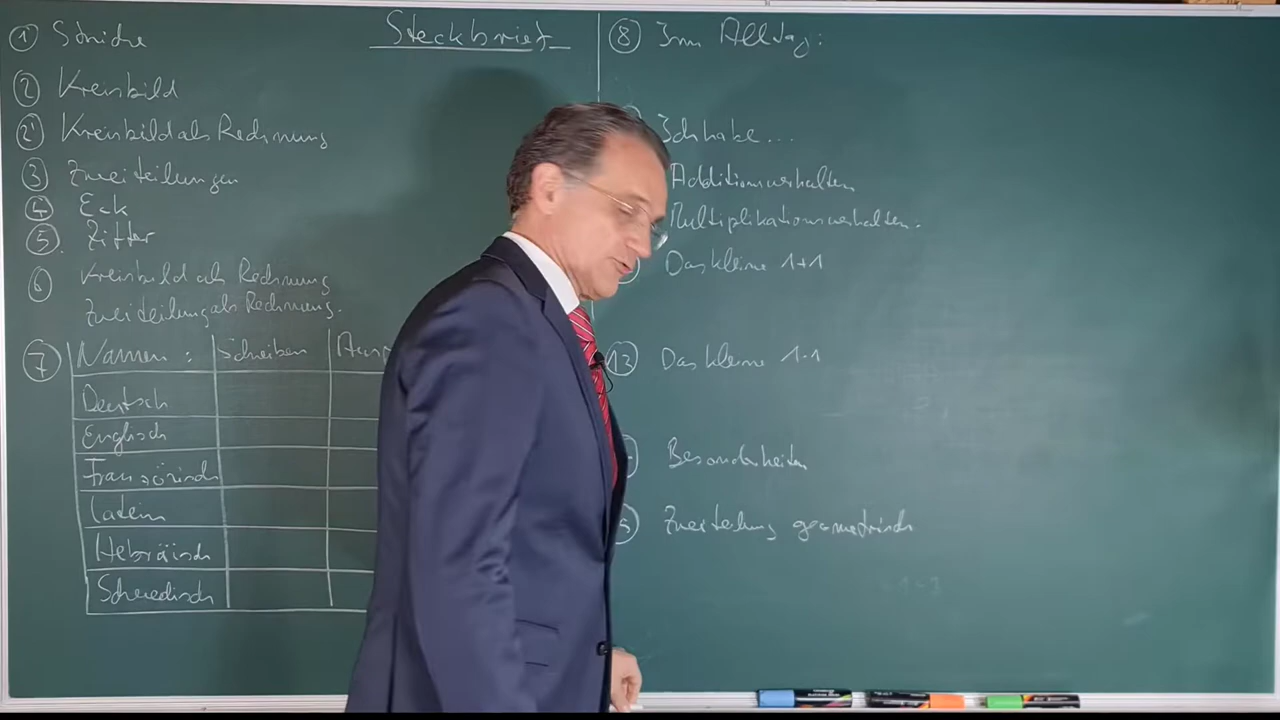 Steckbrief
① Striche
② Kreisbild
②' Kreisbild als Rechnung
③ Zweiteilungen
④ Eck
⑤ Ziffer
⑥ Kreisbild als Rechnung
Zweiteilung als Rechnung.
⑦ Namen: Schreiben
Deutsch
Englisch
Französisch
Latein
Hebräisch
Schwedisch
⑧ Im Alltag:
Ich habe...
Additionsverhalten
Multiplikationsverhalten.
Das kleine 1+1
Das kleine 1-1
Besonderheiten
Zweiteilung geometrisch